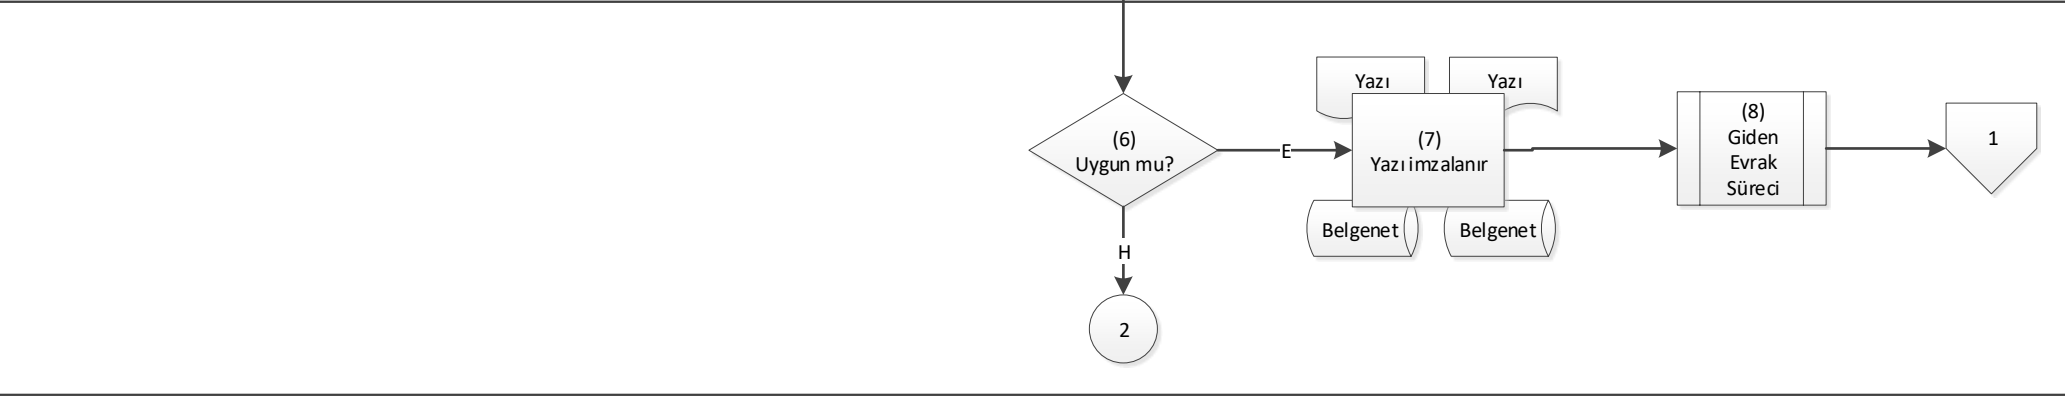 Yazı
Yazı
(6)
Uygun mu?
E
(7)
Yazı imzalanır
(8)
Giden
Evrak
Süreci
1
Belgenet
Belgenet
H
2